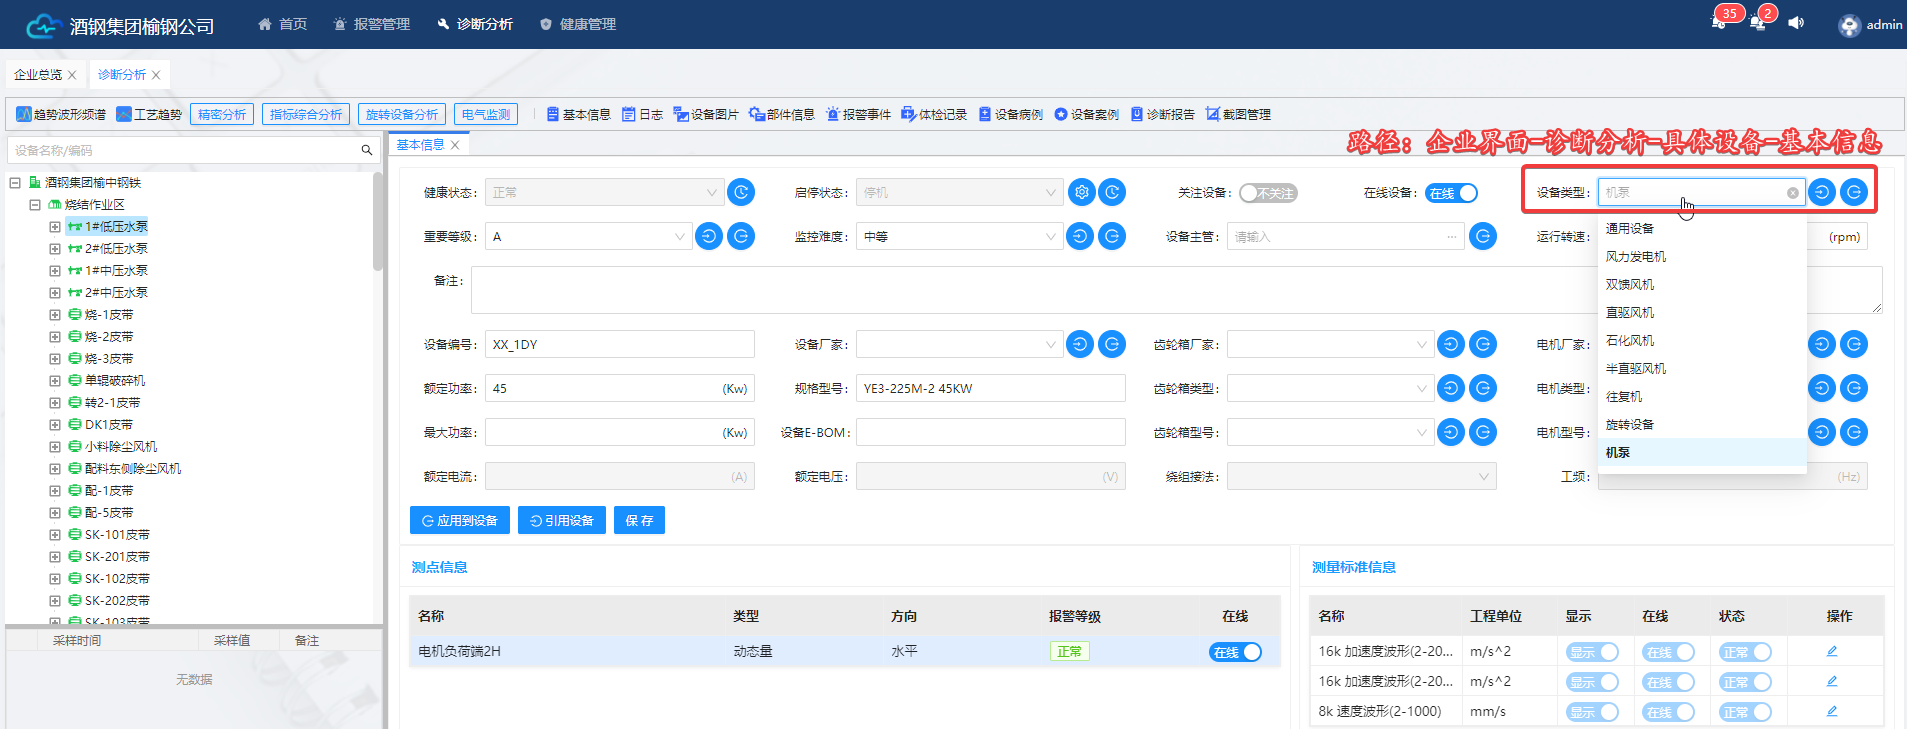 酒钢集团榆钢公司
首页
报警管理
诊断分析
健康管理
35
2
admin
企业总览
诊断分析
趋势波形频谱
工艺趋势
精密分析
指标综合分析
旋转设备分析
电气监测
基本信息
日志
设备图片
部件信息
报警事件
体检记录
设备病例
设备案例
诊断报告
截图管理
路径：企业界面-诊断分析-具体设备-基本信息
设备名称/编码
酒钢集团榆中钢铁
烧结作业区
1#低压水泵
2#低压水泵
1#中压水泵
2#中压水泵
烧-1皮带
烧-2皮带
烧-3皮带
单辊破碎机
转2-1皮带
DK1皮带
小料除尘风机
配料东侧除尘风机
配-1皮带
配-5皮带
SK-101皮带
SK-201皮带
SK-102皮带
SK-202皮带
SK-103皮带
采样时间 采样值 备注
无数据
基本信息
健康状态： 正常
启停状态： 停机
关注设备： 不关注
在线设备： 在线
设备类型： 机泵
重要等级： A
监控难度： 中等
设备主管： 请输入 ...
运行转速： (rpm)
通用设备
风力发电机
双馈风机
直驱风机
石化风机
半直驱风机
往复机
旋转设备
机泵
备注：
设备编号： XX_1DY
设备厂家：
齿轮箱厂家：
电机厂家：
额定功率： 45 (Kw)
规格型号： YE3-225M-2 45KW
齿轮箱类型：
电机类型：
最大功率： (Kw)
设备E-BOM：
齿轮箱型号：
电机型号：
额定电流： (A)
额定电压： (V)
绕组接法：
工频： (Hz)
应用到设备
引用设备
保 存
测点信息
名称 类型 方向 报警等级 在线
电机负荷端2H 动态量 水平 正常 在线
测量标准信息
名称 工程单位 显示 在线 状态 操作
16k 加速度波形(2-20... m/s^2 显示 在线 正常
16k 加速度波形(2-20... m/s^2 显示 在线 正常
8k 速度波形(2-1000) mm/s 显示 在线 正常